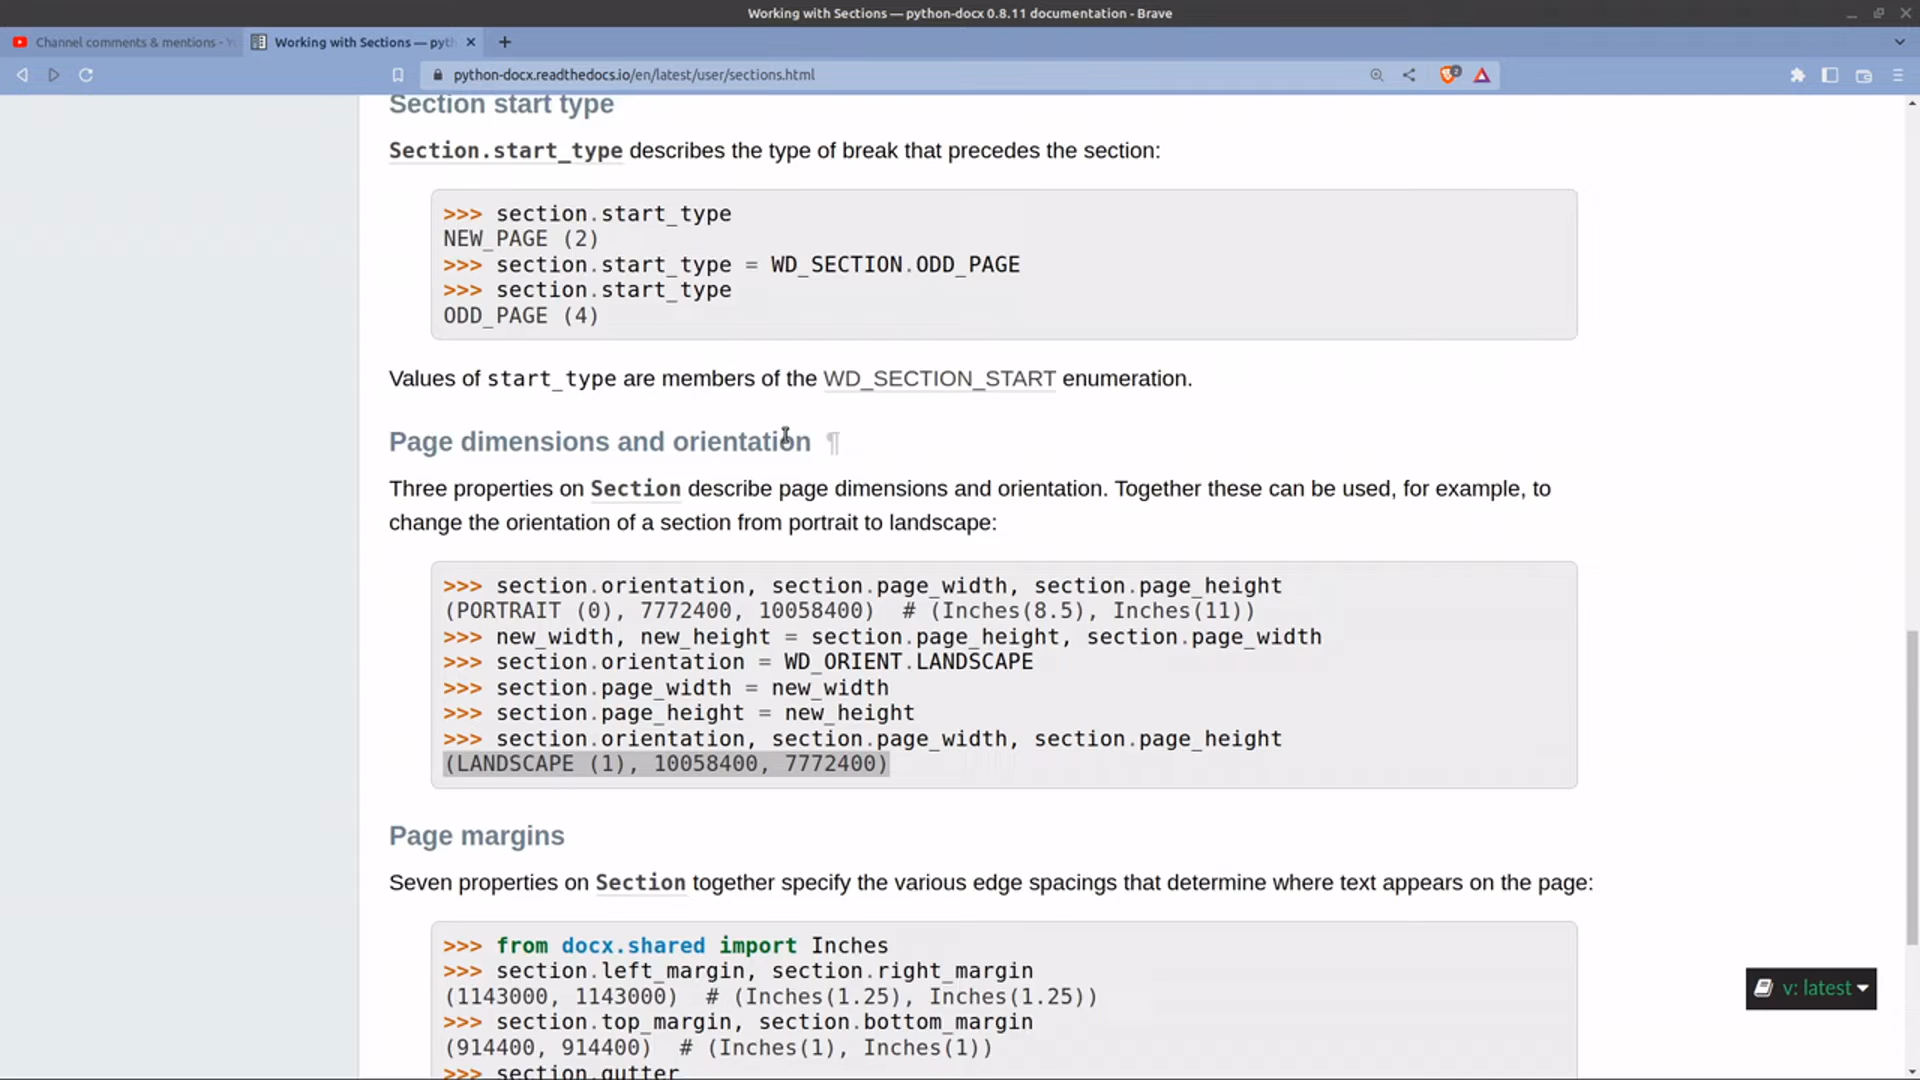 Working with Sections — python-docx 0.8.11 documentation - Brave
Channel comments & mentions -
Working with Sections — pyth
python-docx.readthedocs.io/en/latest/user/sections.html
2
Section start type
Section.start_type describes the type of break that precedes the section:
>>> section.start_type
NEW_PAGE (2)
>>> section.start_type = WD_SECTION.ODD_PAGE
>>> section.start_type
ODD_PAGE (4)
Values of start_type are members of the WD_SECTION_START enumeration.
Page dimensions and orientation ¶
Three properties on Section describe page dimensions and orientation. Together these can be used, for example, to
change the orientation of a section from portrait to landscape:
>>> section.orientation, section.page_width, section.page_height
(PORTRAIT (0), 7772400, 10058400)  # (Inches(8.5), Inches(11))
>>> new_width, new_height = section.page_height, section.page_width
>>> section.orientation = WD_ORIENT.LANDSCAPE
>>> section.page_width = new_width
>>> section.page_height = new_height
>>> section.orientation, section.page_width, section.page_height
(LANDSCAPE (1), 10058400, 7772400)
Page margins
Seven properties on Section together specify the various edge spacings that determine where text appears on the page:
>>> from docx.shared import Inches
>>> section.left_margin, section.right_margin
(1143000, 1143000)  # (Inches(1.25), Inches(1.25))
>>> section.top_margin, section.bottom_margin
(914400, 914400)  # (Inches(1), Inches(1))
>>> section.gutter
v: latest